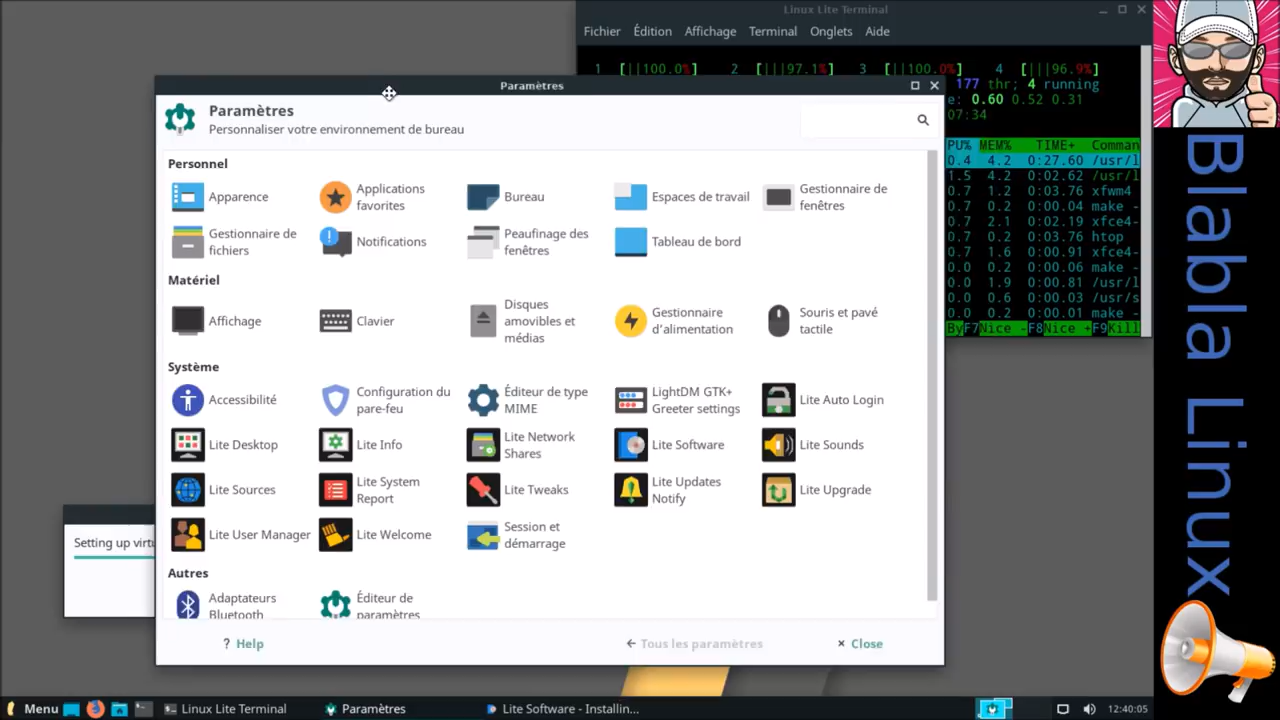 Linux Lite Terminal
Fichier Édition Affichage Terminal Onglets Aide
1 [||100.0%] 2 [|||97.1%] 3 [||100.0%] 4 [|||96.9%]
177 thr; 4 running
e: 0.60 0.52 0.31
07:34
PU% MEM% TIME+ Comman
0.4 4.2 0:27.60 /usr/l
1.5 4.2 0:02.62 /usr/l
0.7 1.2 0:03.76 xfwm4
0.7 0.2 0:00.04 make -
0.7 2.1 0:02.19 xfce4-
0.7 0.2 0:03.76 htop
0.7 1.6 0:00.91 xfce4-
0.0 0.2 0:00.06 make -
0.0 1.9 0:00.81 /usr/l
0.0 0.6 0:00.03 /usr/s
0.0 0.2 0:00.01 make -
By F7Nice -F8Nice +F9Kill
Paramètres
Paramètres
Personnaliser votre environnement de bureau
Personnel
Apparence
Applications favorites
Bureau
Espaces de travail
Gestionnaire de fenêtres
Gestionnaire de fichiers
Notifications
Peaufinage des fenêtres
Tableau de bord
Matériel
Affichage
Clavier
Disques amovibles et médias
Gestionnaire d'alimentation
Souris et pavé tactile
Système
Accessibilité
Configuration du pare-feu
Éditeur de type MIME
LightDM GTK+ Greeter settings
Lite Auto Login
Lite Desktop
Lite Info
Lite Network Shares
Lite Software
Lite Sounds
Lite Sources
Lite System Report
Lite Tweaks
Lite Updates Notify
Lite Upgrade
Lite User Manager
Lite Welcome
Session et démarrage
Autres
Adaptateurs Bluetooth
Éditeur de paramètres
? Help
← Tous les paramètres
× Close
Setting up virtu
Menu
Linux Lite Terminal
Paramètres
Lite Software - Installin...
12:40:05
Blabla Linux